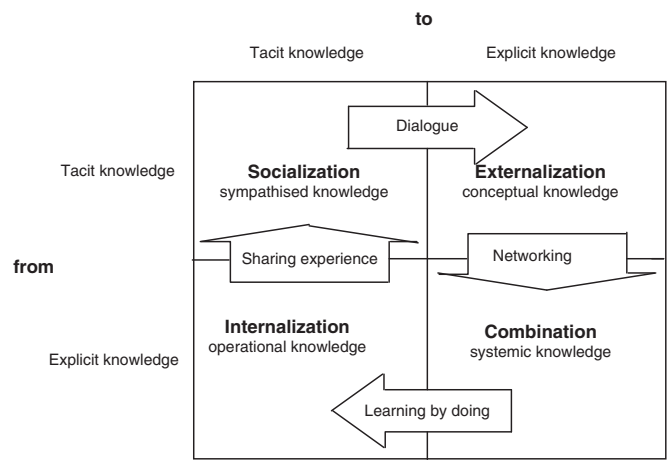 to
Tacit knowledge
Explicit knowledge
Dialogue
Tacit knowledge
Socialization
sympathised knowledge
Externalization
conceptual knowledge
from
Sharing experience
Networking
Explicit knowledge
Internalization
operational knowledge
Combination
systemic knowledge
Learning by doing